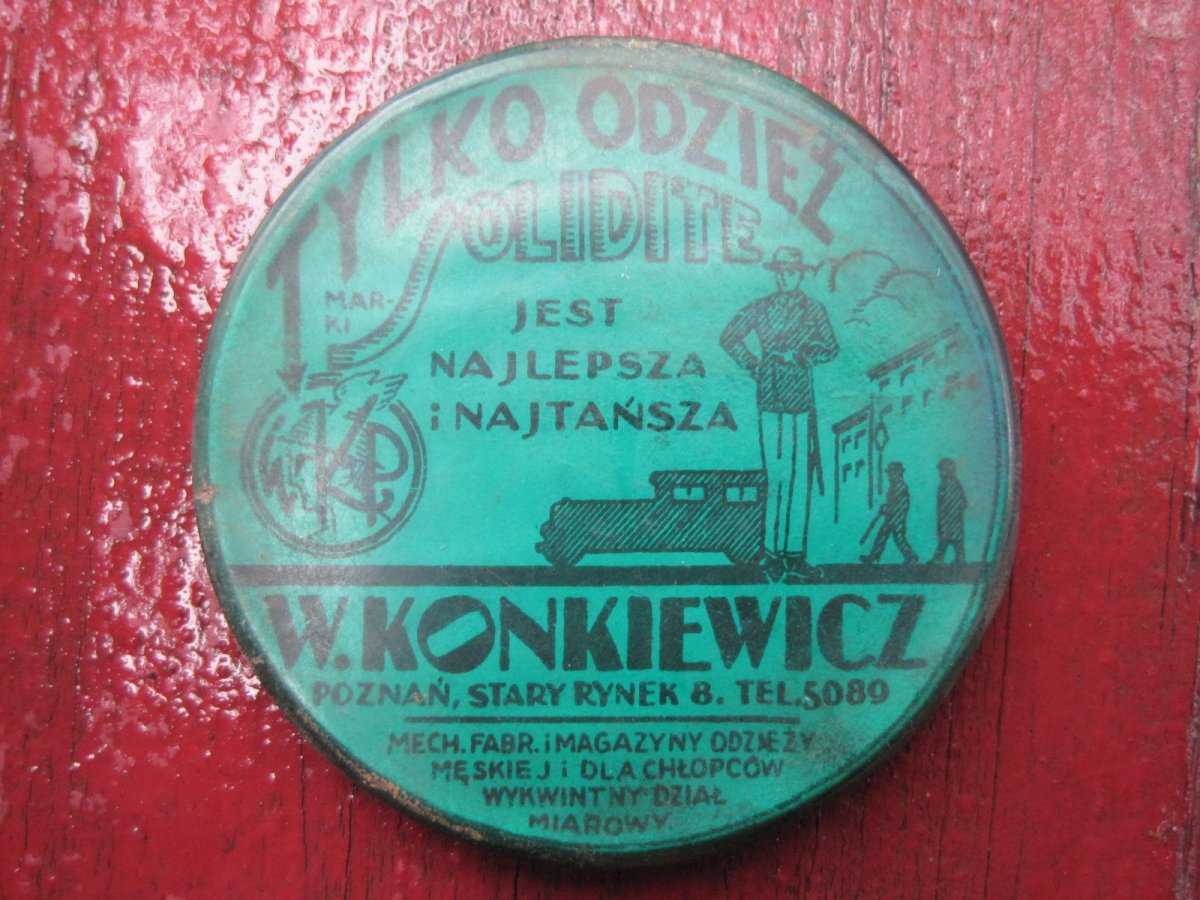 TYLKO ODZIEŻ
MAR-
KI
SOLIDITE
JEST
NAJLEPSZA
i NAJTAŃSZA
WKP
W. KONKIEWICZ
POZNAŃ, STARY RYNEK 8. TEL. 5089
MECH. FABR. i MAGAZYNY ODZIEŻY
MĘSKIEJ i DLA CHŁOPCÓW
WYKWINTNY DZIAŁ
MIAROWY.